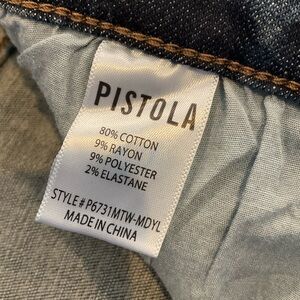 PISTOLA
80% COTTON
9% RAYON
9% POLYESTER
2% ELASTANE
STYLE # P6731MTW-MDYL
MADE IN CHINA